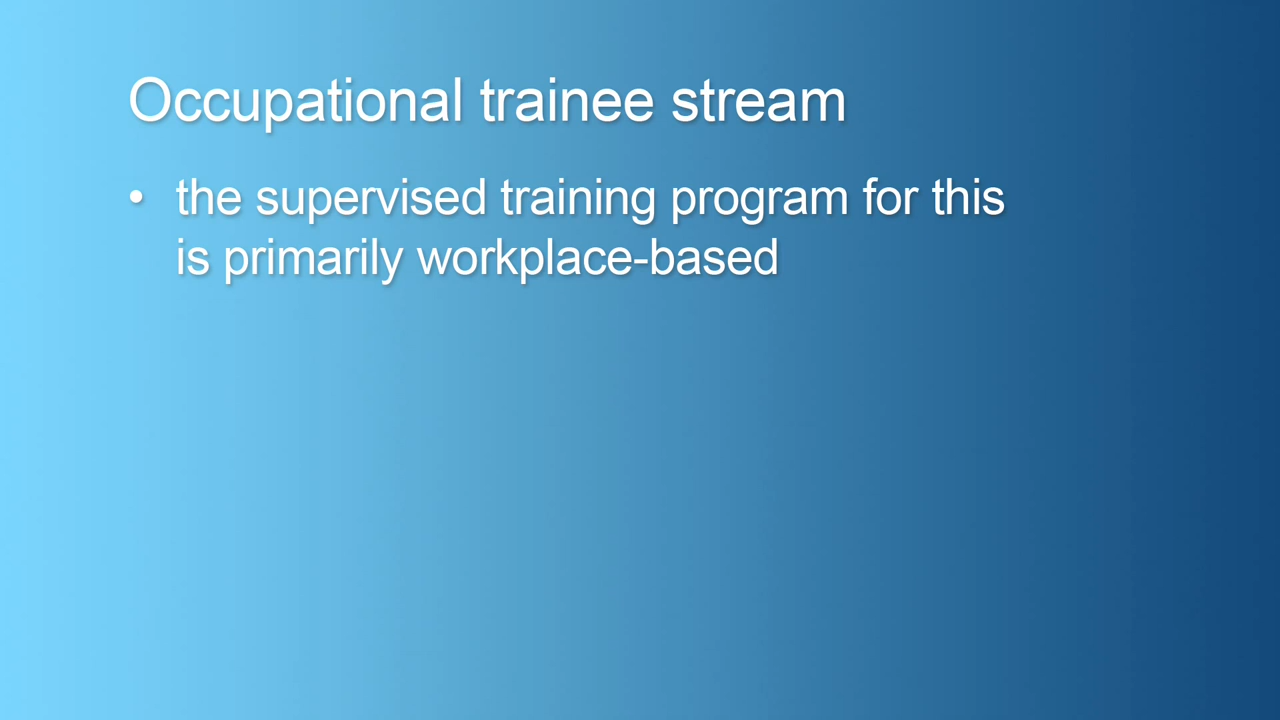 Occupational trainee stream
• the supervised training program for this
is primarily workplace-based